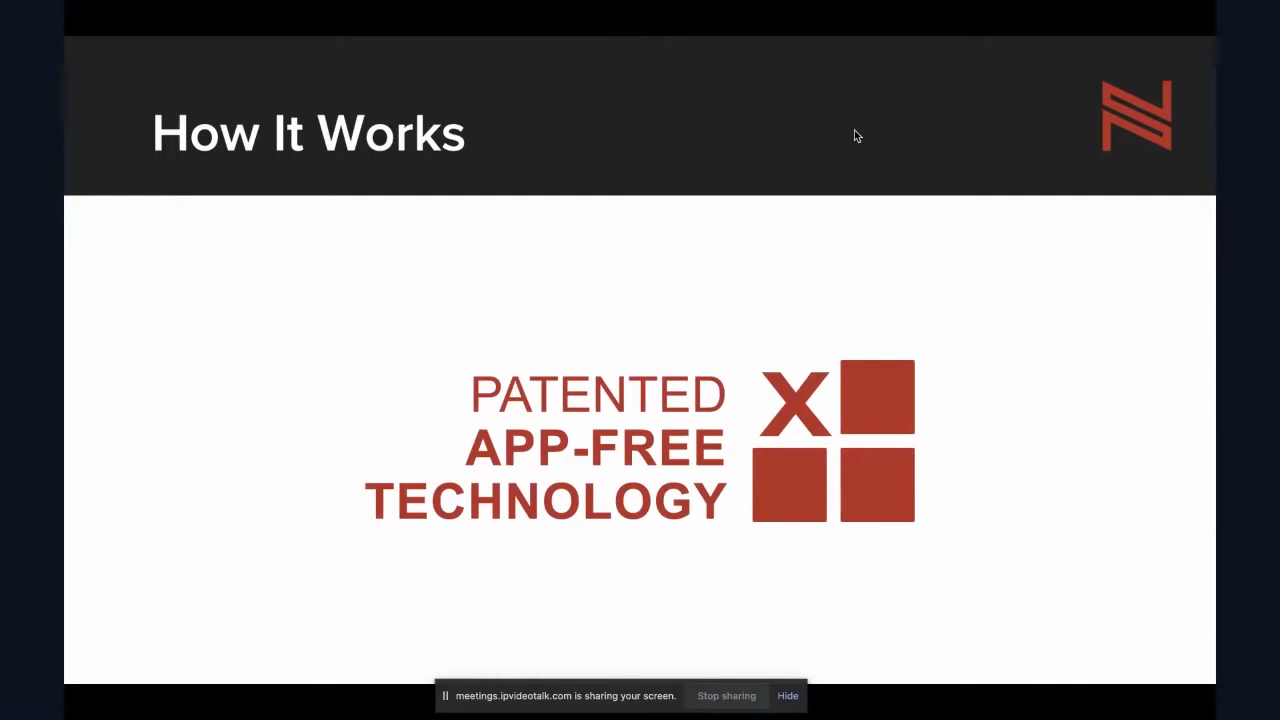 How It Works
PATENTED
APP-FREE
TECHNOLOGY
X
meetings.ipvideotalk.com is sharing your screen. Stop sharing Hide